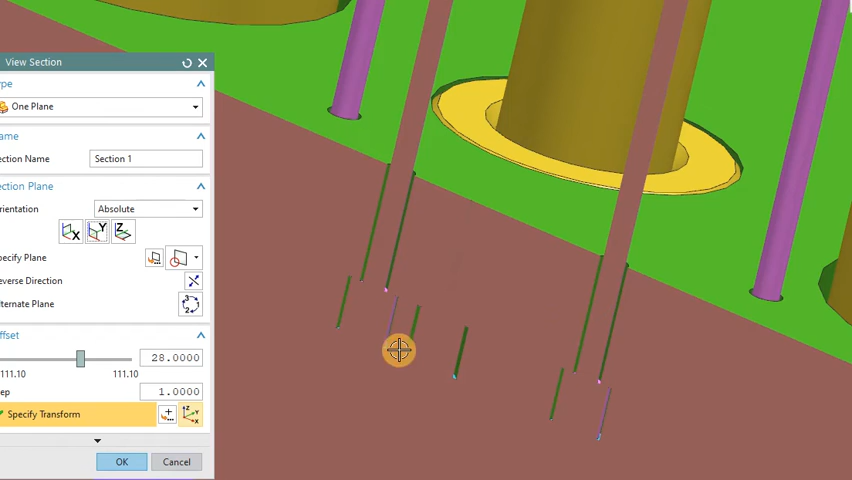 View Section
ype
One Plane
ame
ection Name Section 1
ection Plane
rientation Absolute
X Y Z
pecify Plane
everse Direction
lternate Plane
ffset
28.0000
111.10 111.10
ep 1.0000
Specify Transform
OK Cancel